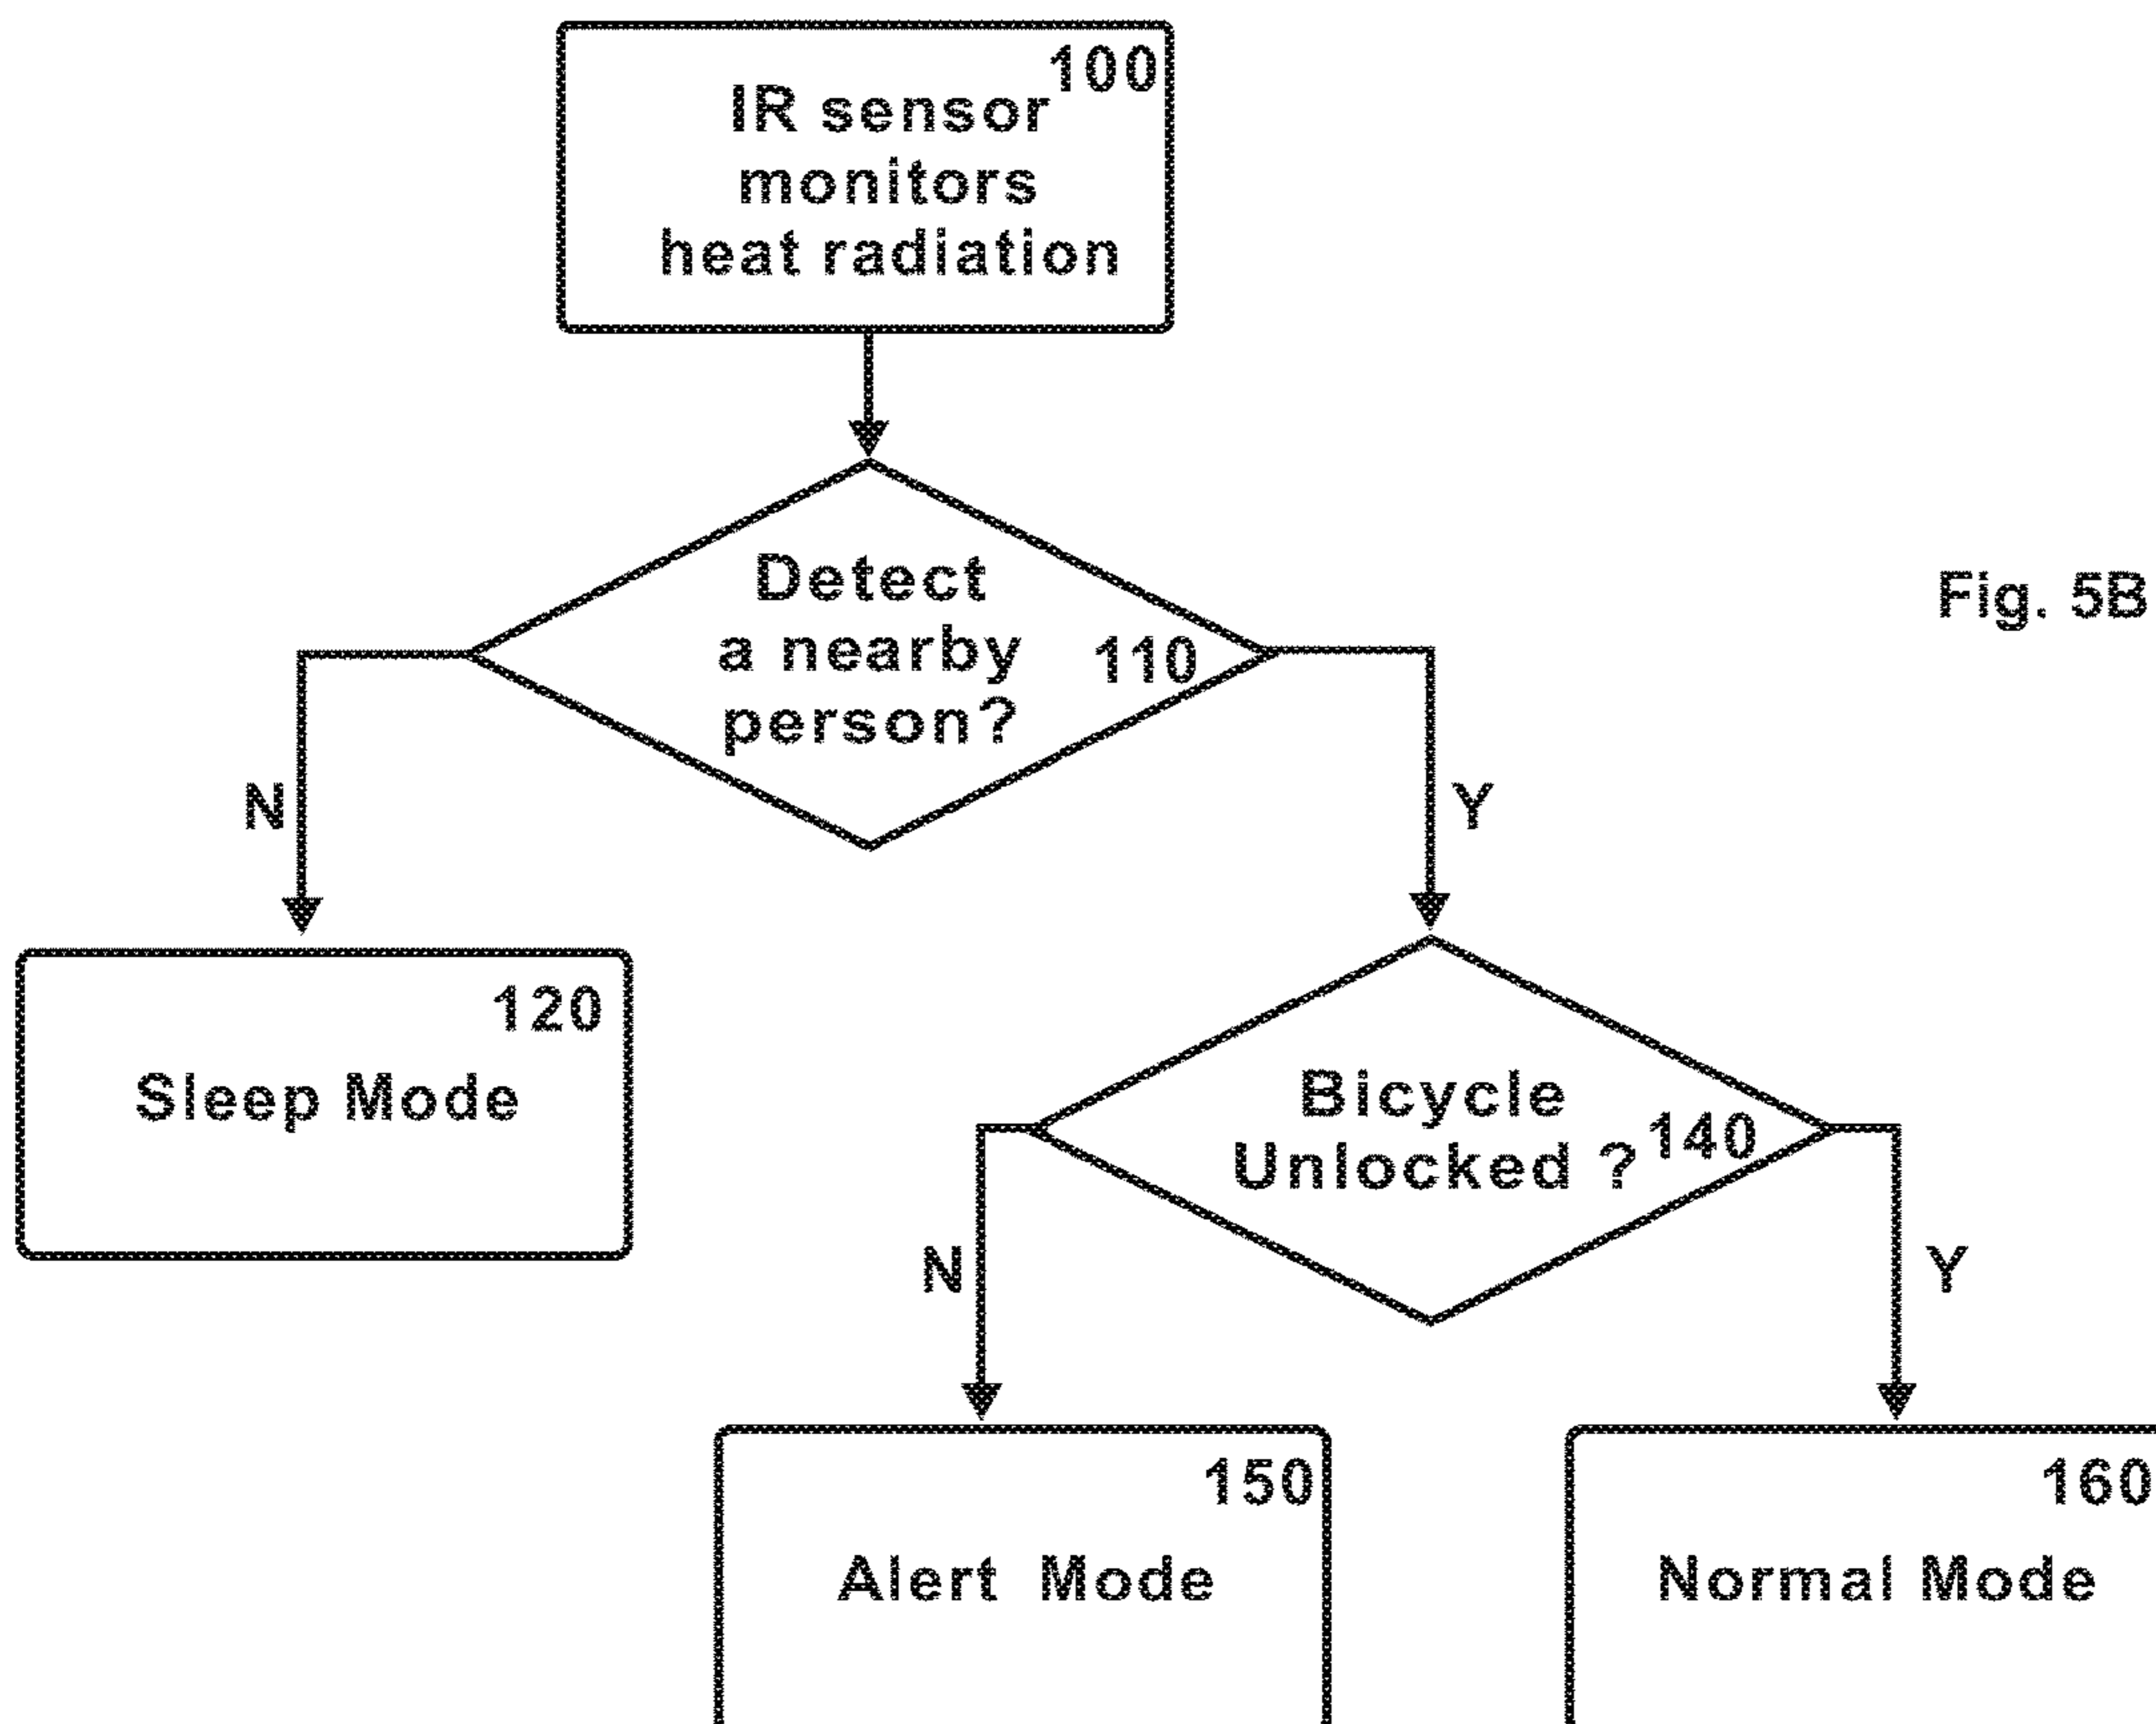 100
IR sensor
monitors
heat radiation
Detect
a nearby
person?
110
Fig. 5B
N
Y
120
Sleep Mode
Bicycle
Unlocked ?
140
N
Y
150
Alert Mode
160
Normal Mode